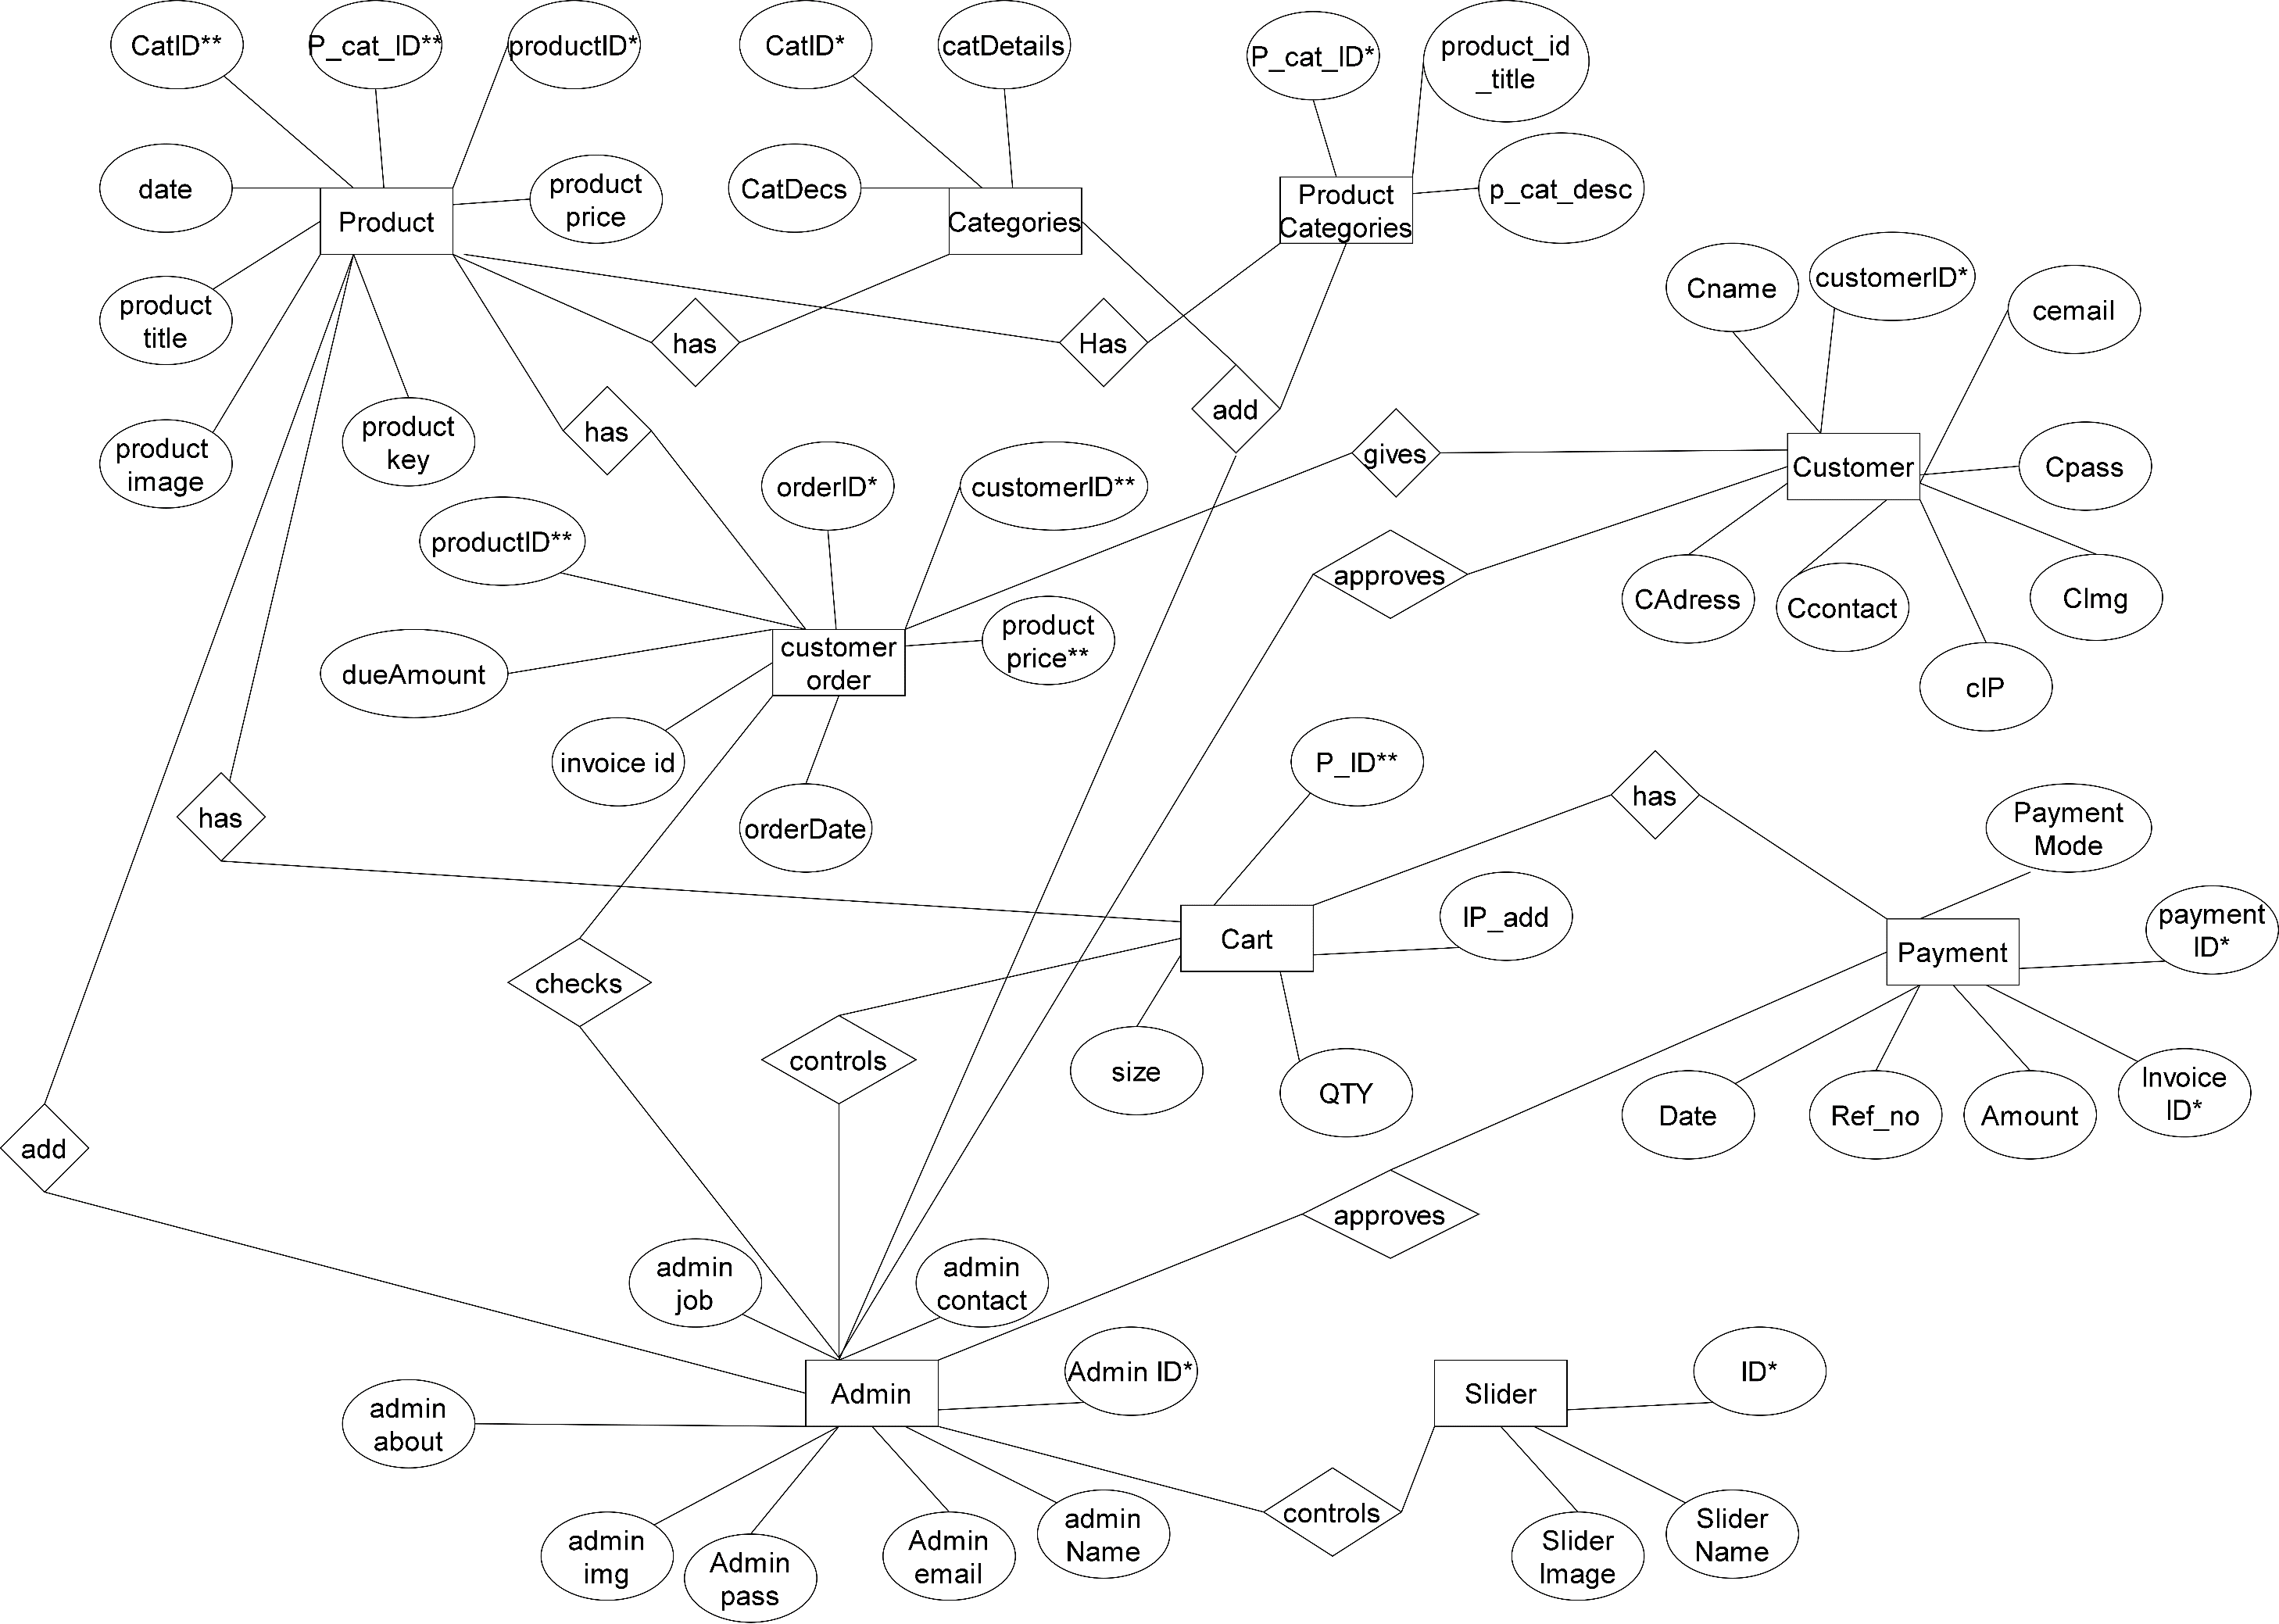 CatID**
P_cat_ID**
productID*
CatID*
catDetails
P_cat_ID*
product_id
_title
date
product
price
CatDecs
p_cat_desc
Product
Categories
Product
Categories
Cname
customerID*
cemail
product
title
has
Has
add
product
image
product
key
has
gives
Customer
Cpass
orderID*
customerID**
productID**
approves
CAdress
Ccontact
CImg
cIP
dueAmount
customer
order
product
price**
invoice id
orderDate
P_ID**
has
Payment
Mode
has
Cart
IP_add
Payment
payment
ID*
checks
controls
size
QTY
Date
Ref_no
Amount
Invoice
ID*
add
approves
admin
job
admin
contact
Admin ID*
Admin
Slider
ID*
admin
about
admin
img
Admin
pass
Admin
email
admin
Name
controls
Slider
Image
Slider
Name